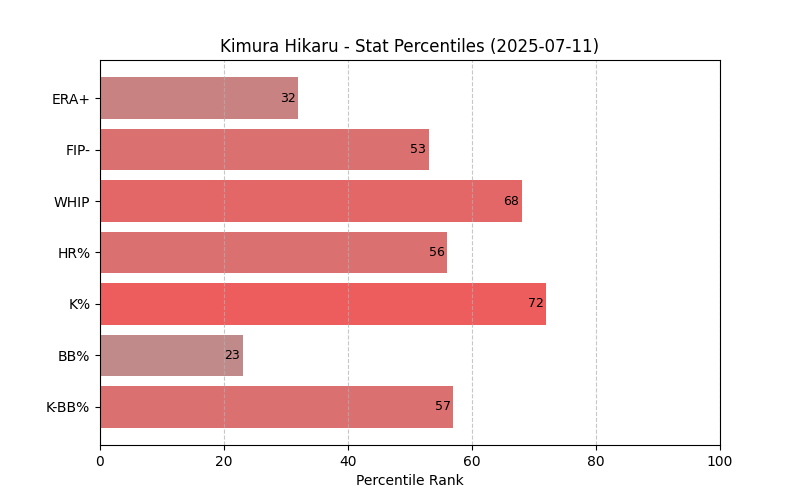 Kimura Hikaru - Stat Percentiles (2025-07-11)
ERA+ 32
FIP- 53
WHIP 68
HR% 56
K% 72
BB% 23
K-BB% 57
0 20 40 60 80 100
Percentile Rank